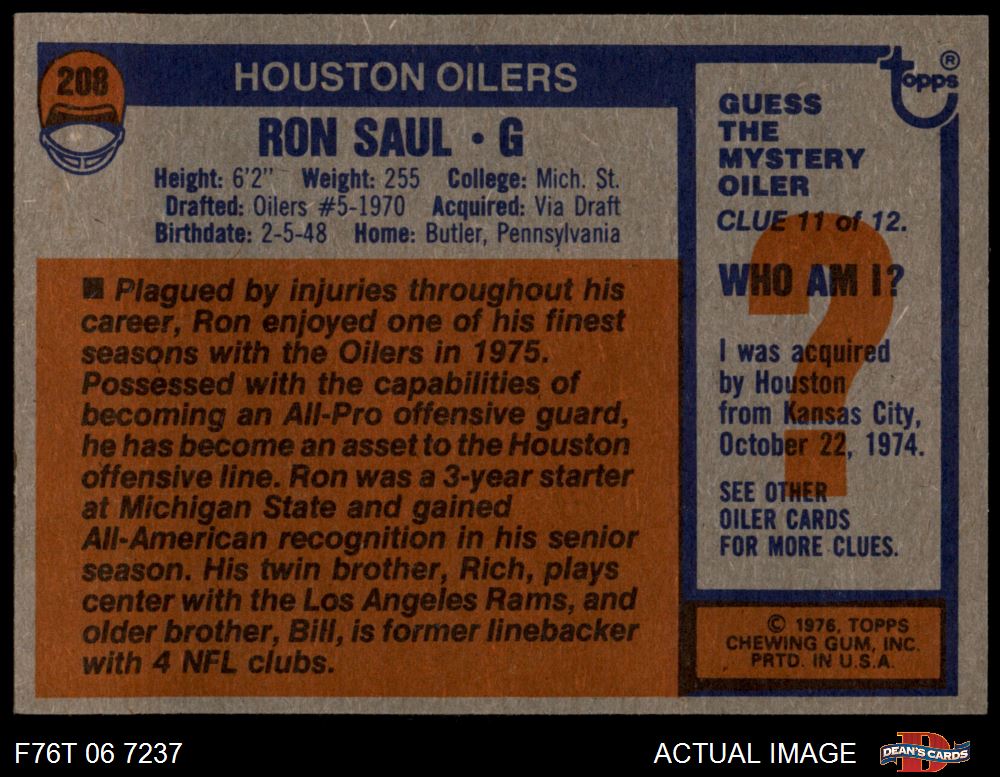 208
HOUSTON OILERS
RON SAUL • G
Height: 6'2" Weight: 255 College: Mich. St.
Drafted: Oilers #5-1970 Acquired: Via Draft
Birthdate: 2-5-48 Home: Butler, Pennsylvania
■ Plagued by injuries throughout his
career, Ron enjoyed one of his finest
seasons with the Oilers in 1975.
Possessed with the capabilities of
becoming an All-Pro offensive guard,
he has become an asset to the Houston
offensive line. Ron was a 3-year starter
at Michigan State and gained
All-American recognition in his senior
season. His twin brother, Rich, plays
center with the Los Angeles Rams, and
older brother, Bill, is former linebacker
with 4 NFL clubs.
topps ®
GUESS
THE
MYSTERY
OILER
CLUE 11 of 12.
WHO AM I?
I was acquired
by Houston
from Kansas City,
October 22, 1974.
SEE OTHER
OILER CARDS
FOR MORE CLUES.
© 1976, TOPPS
CHEWING GUM, INC.
PRTD. IN U.S.A.
F76T 06 7237
ACTUAL IMAGE
DEAN'S CARDS